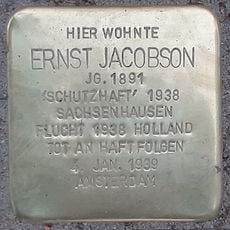 HIER WOHNTE
ERNST JACOBSON
JG. 1891
'SCHUTZHAFT' 1938
SACHSENHAUSEN
FLUCHT 1938 HOLLAND
TOT AN HAFTFOLGEN
4. JAN. 1939
AMSTERDAM